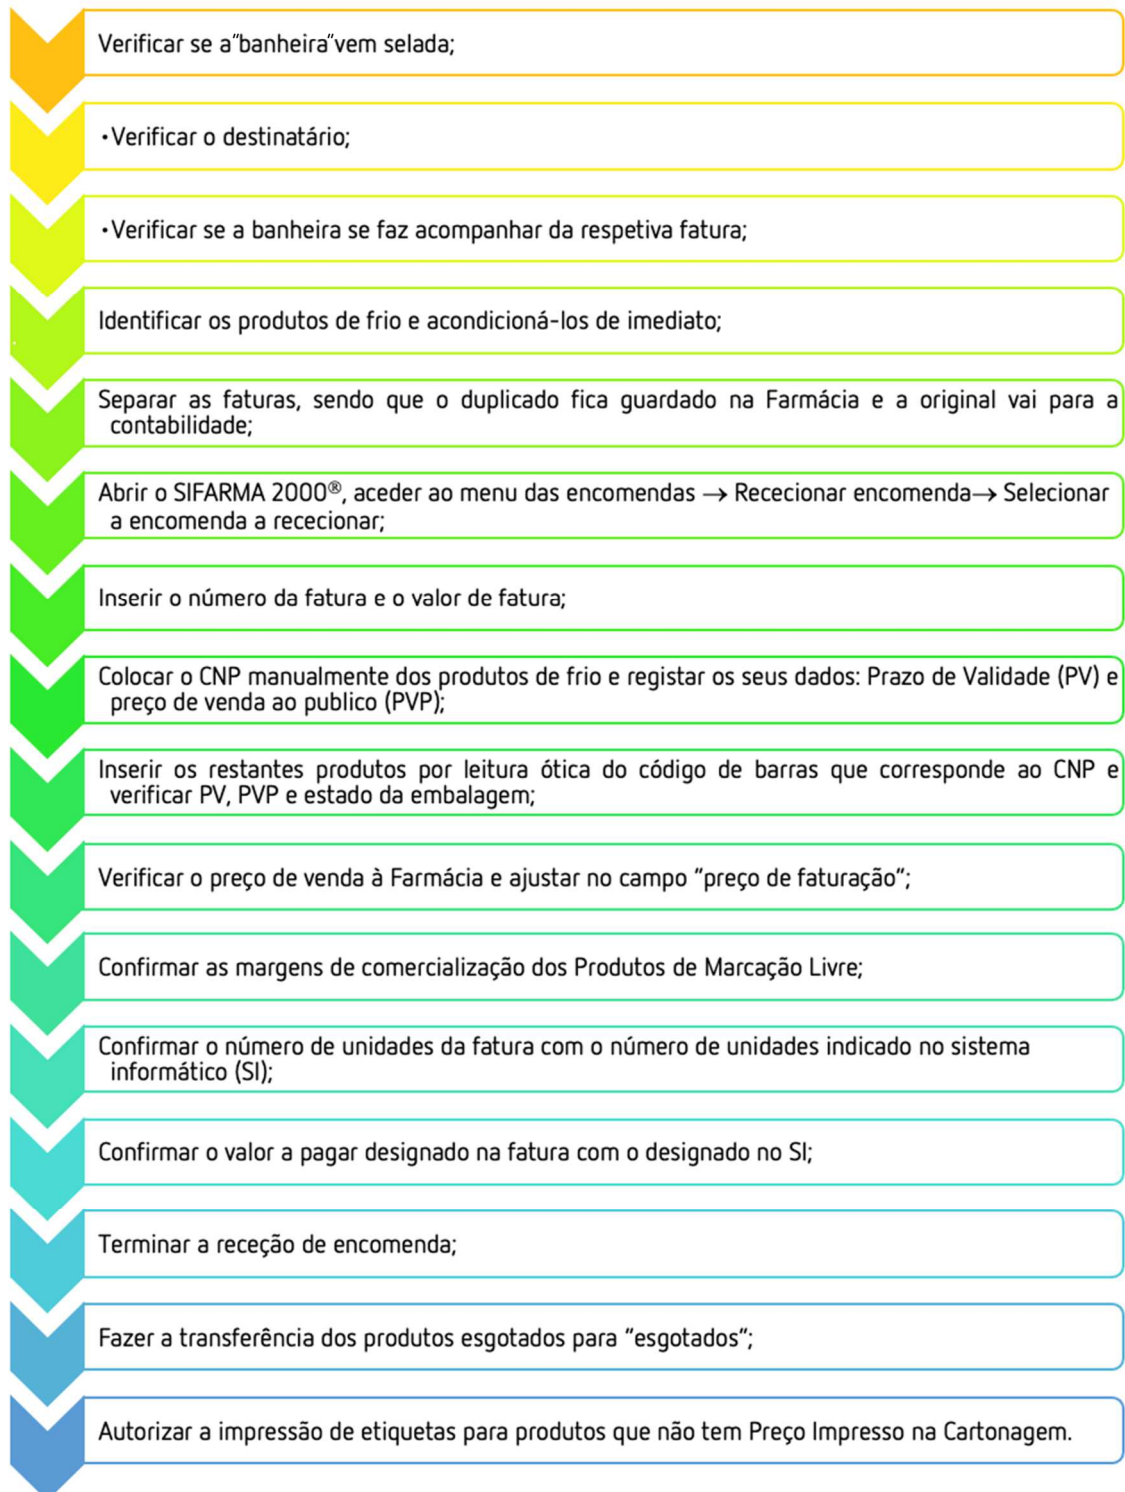 Verificar se a"banheira"vem selada;
•Verificar o destinatário;
•Verificar se a banheira se faz acompanhar da respetiva fatura;
Identificar os produtos de frio e acondicioná-los de imediato;
Separar as faturas, sendo que o duplicado fica guardado na Farmácia e a original vai para a
contabilidade;
Abrir o SIFARMA 2000®, aceder ao menu das encomendas → Rececionar encomenda→ Selecionar
a encomenda a rececionar;
Inserir o número da fatura e o valor de fatura;
Colocar o CNP manualmente dos produtos de frio e registar os seus dados: Prazo de Validade (PV) e
preço de venda ao publico (PVP);
Inserir os restantes produtos por leitura ótica do código de barras que corresponde ao CNP e
verificar PV, PVP e estado da embalagem;
Verificar o preço de venda à Farmácia e ajustar no campo "preço de faturação";
Confirmar as margens de comercialização dos Produtos de Marcação Livre;
Confirmar o número de unidades da fatura com o número de unidades indicado no sistema
informático (SI);
Confirmar o valor a pagar designado na fatura com o designado no SI;
Terminar a receção de encomenda;
Fazer a transferência dos produtos esgotados para "esgotados";
Autorizar a impressão de etiquetas para produtos que não tem Preço Impresso na Cartonagem.